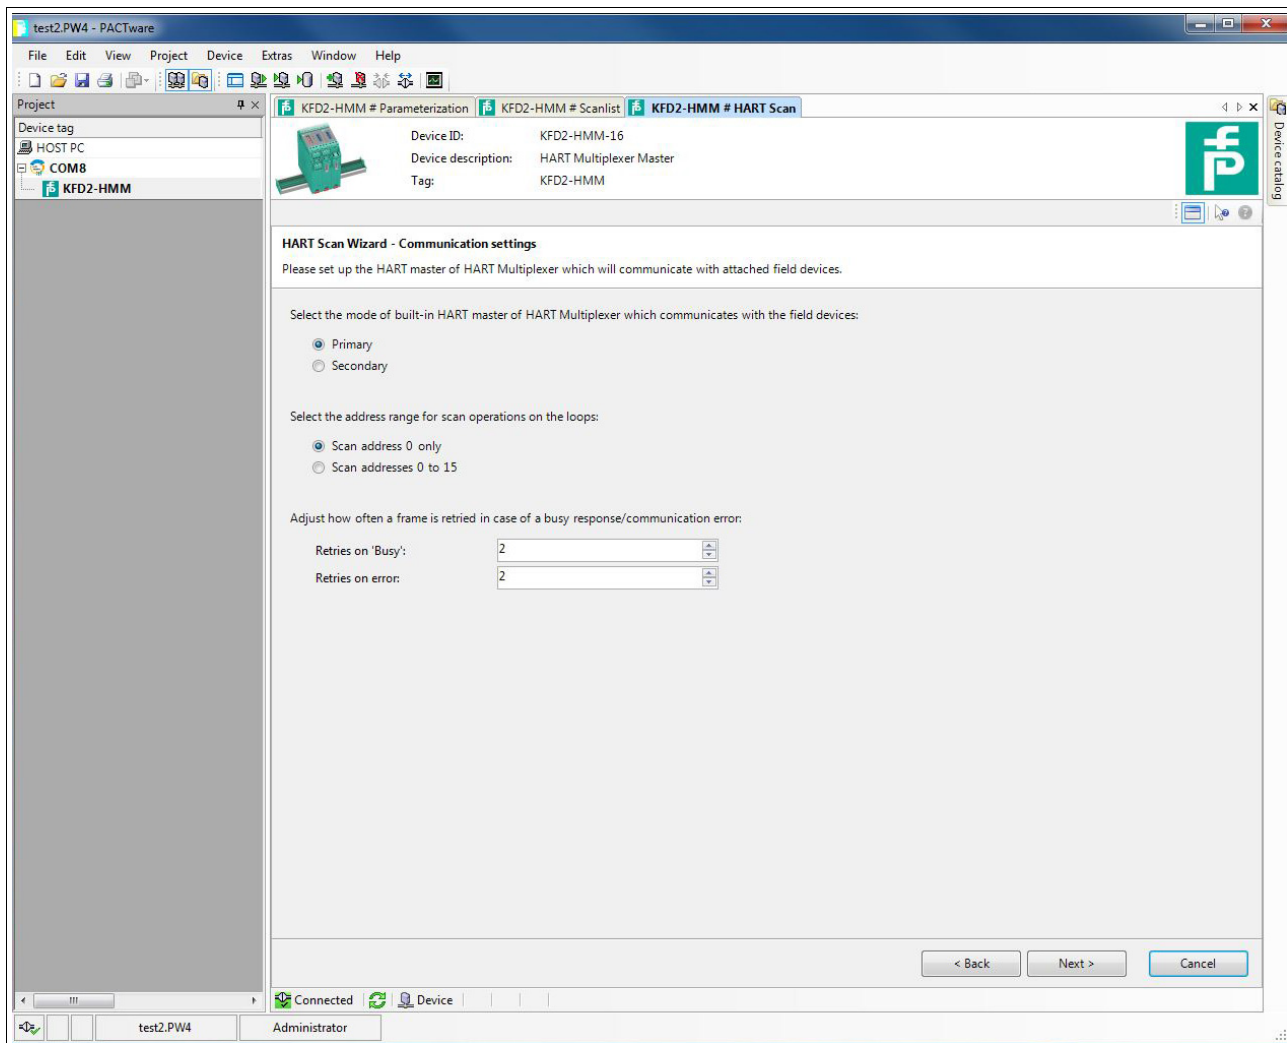 test2.PW4 - PACTware
File Edit View Project Device Extras Window Help
Project
Device tag
HOST PC
COM8
KFD2-HMM
KFD2-HMM # Parameterization KFD2-HMM # Scanlist KFD2-HMM # HART Scan
Device ID: KFD2-HMM-16
Device description: HART Multiplexer Master
Tag: KFD2-HMM
Device catalog
HART Scan Wizard - Communication settings
Please set up the HART master of HART Multiplexer which will communicate with attached field devices.
Select the mode of built-in HART master of HART Multiplexer which communicates with the field devices:
Primary
Secondary
Select the address range for scan operations on the loops:
Scan address 0 only
Scan addresses 0 to 15
Adjust how often a frame is retried in case of a busy response/communication error:
Retries on 'Busy': 2
Retries on error: 2
< Back Next > Cancel
Connected Device
test2.PW4 Administrator